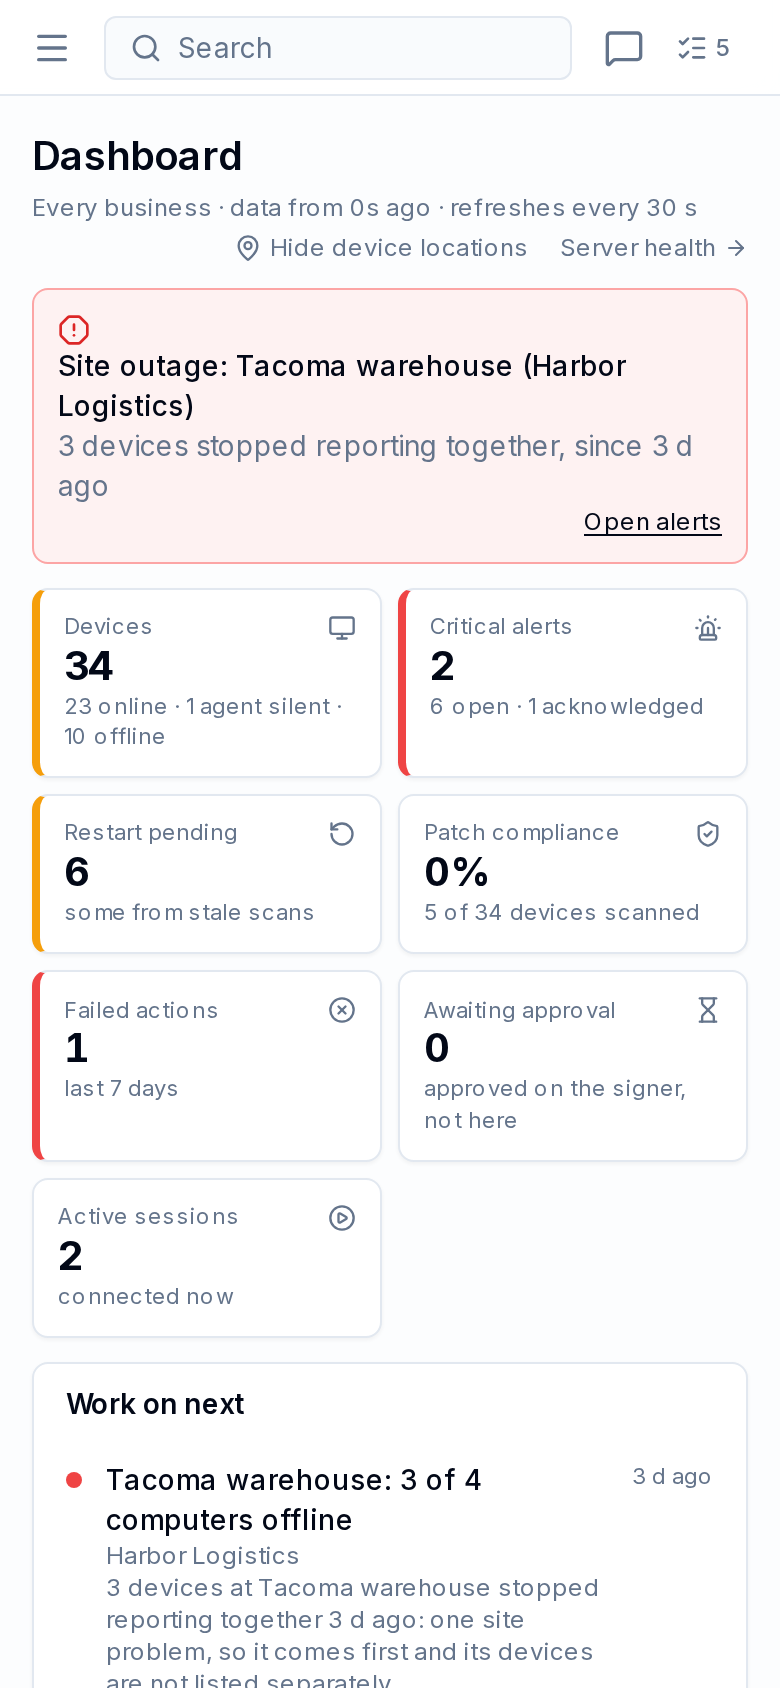 Search
5
Dashboard
Every business · data from 0s ago · refreshes every 30 s
Hide device locations
Server health →
Site outage: Tacoma warehouse (Harbor
Logistics)
3 devices stopped reporting together, since 3 d
ago
Open alerts
Devices
34
23 online · 1 agent silent ·
10 offline
Critical alerts
2
6 open · 1 acknowledged
Restart pending
6
some from stale scans
Patch compliance
0%
5 of 34 devices scanned
Failed actions
1
last 7 days
Awaiting approval
0
approved on the signer,
not here
Active sessions
2
connected now
Work on next
Tacoma warehouse: 3 of 4
computers offline
3 d ago
Harbor Logistics
3 devices at Tacoma warehouse stopped
reporting together 3 d ago: one site
problem, so it comes first and its devices
are not listed separately